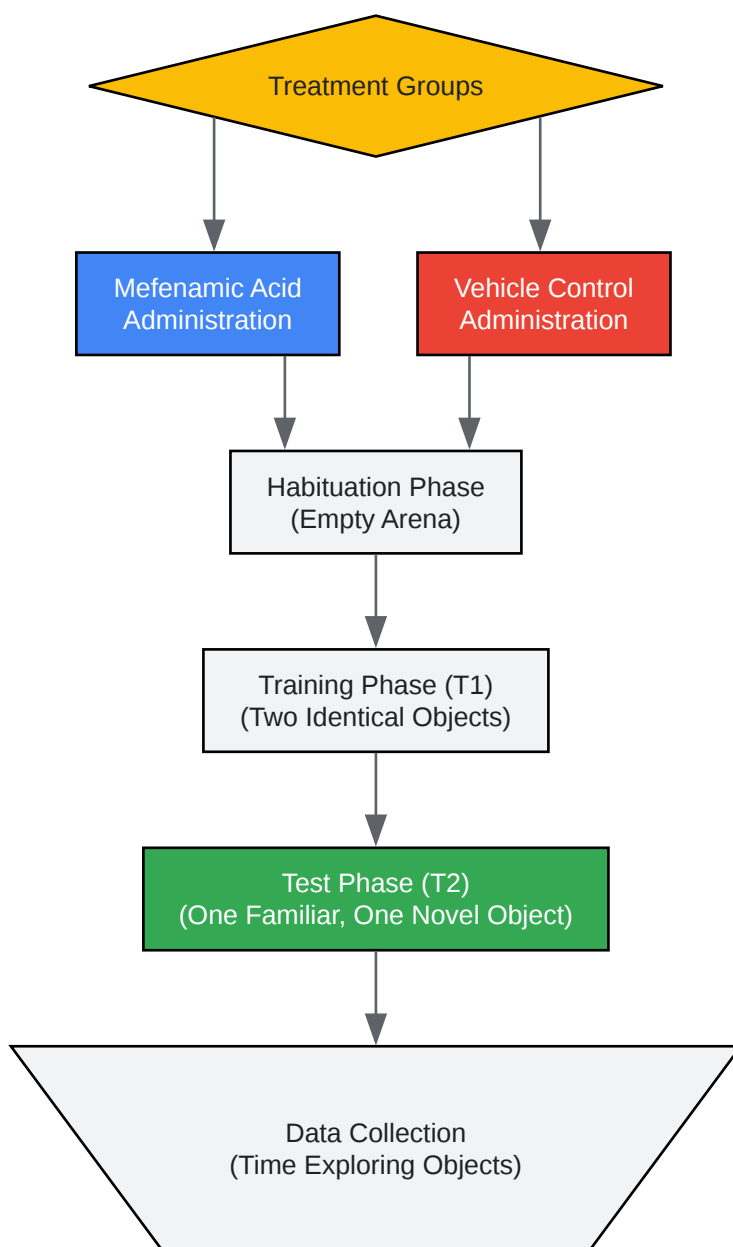 Treatment Groups
Mefenamic Acid
Administration
Vehicle Control
Administration
Habituation Phase
(Empty Arena)
Training Phase (T1)
(Two Identical Objects)
Test Phase (T2)
(One Familiar, One Novel Object)
Data Collection
(Time Exploring Objects)